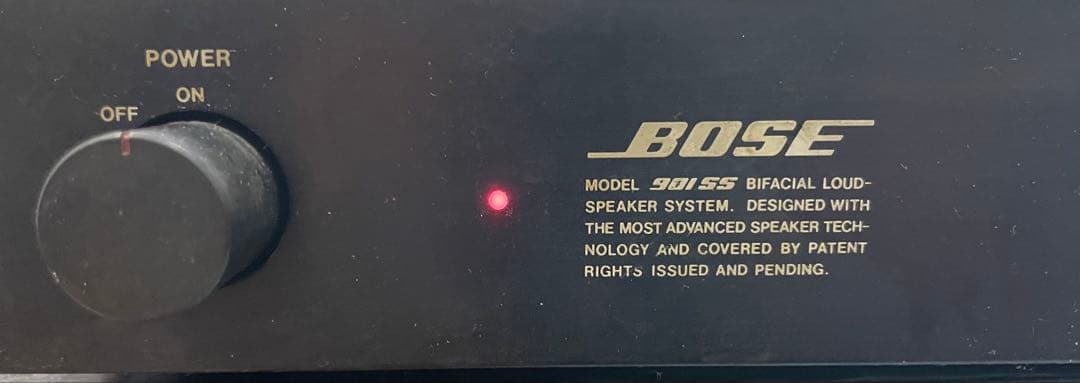 POWER
ON
OFF
BOSE
MODEL 901SS BIFACIAL LOUD-
SPEAKER SYSTEM. DESIGNED WITH
THE MOST ADVANCED SPEAKER TECH-
NOLOGY AND COVERED BY PATENT
RIGHTS ISSUED AND PENDING.